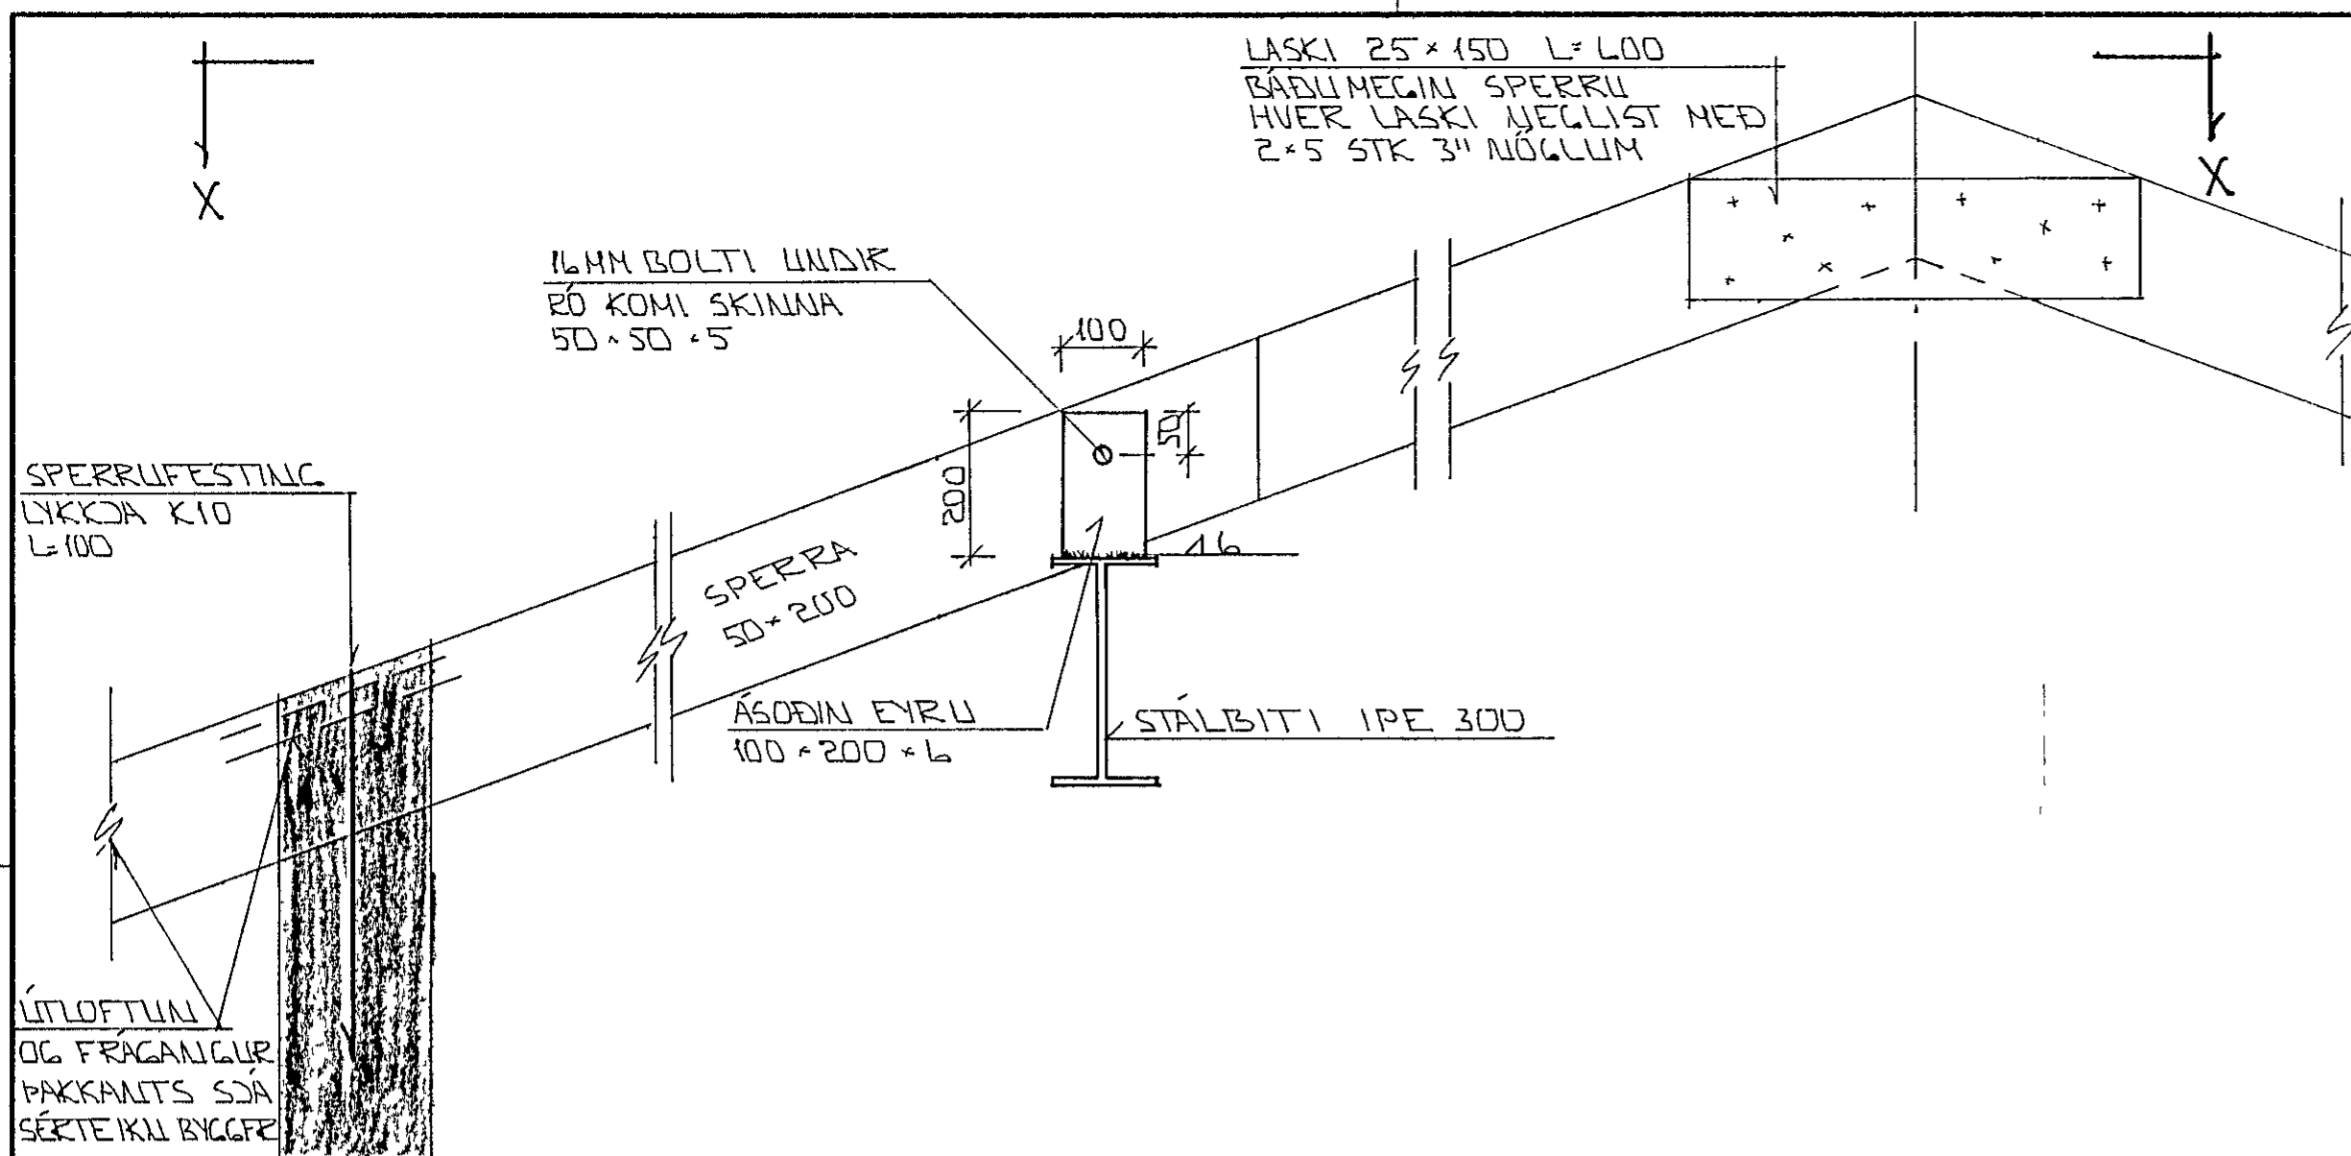 LASKI 25×150 L=600
BÁÐUMEGIN SPERRU
HVER LASKI NEGLIST MEÐ
2×5 STK 3" NÖGLUM
X
X
16MM BOLTI UNDIR
RÓ KOMI SKINNA
50×50×5
100
50
200
SPERRUFESTING
LYKKJA K10
L=100
SPERRA
50×200
16
ÁSOÐIN EYRU
100×200×6
STÁLBITI IPE 300
ÚTLOFTUN
OG FRÁGANGUR
ÞAKKANTS SJÁ
SÉRTEIKN BYGGFR